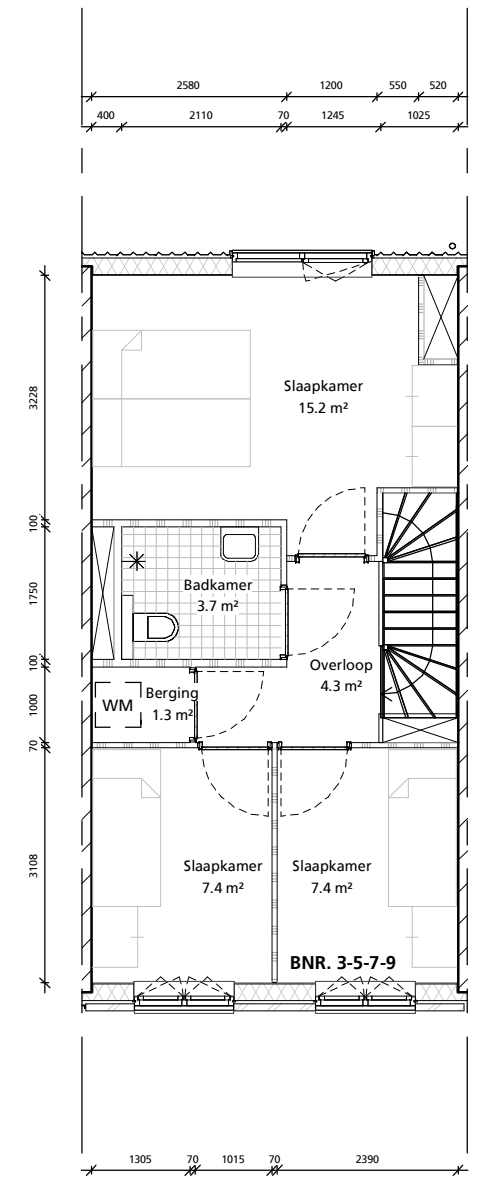 2580 1200 550 520
400 2110 70 1245 1025
3228
100
1750
100
1000
70
3108
Slaapkamer
15.2 m²
Badkamer
3.7 m²
Overloop
4.3 m²
WM
Berging
1.3 m²
Slaapkamer
7.4 m²
Slaapkamer
7.4 m²
BNR. 3-5-7-9
1305 70 1015 70 2390